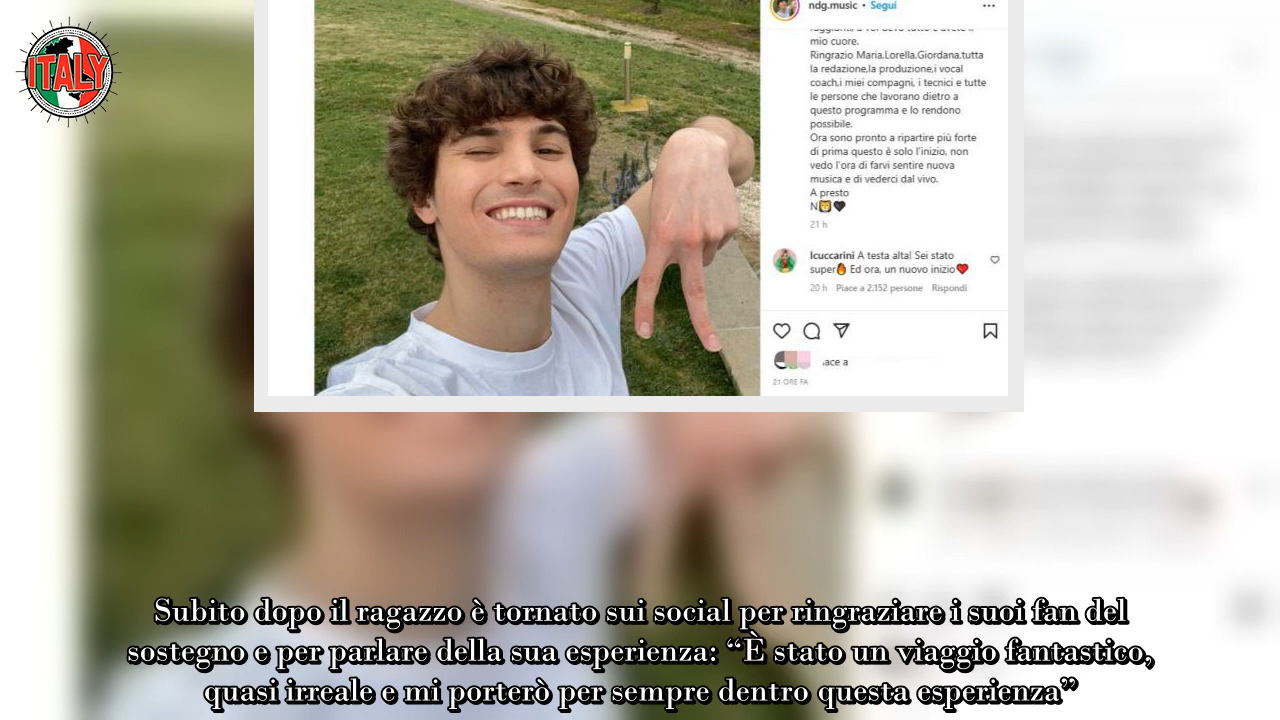 ITALY
ndg.music • Segui
mio cuore.
Ringrazio Maria,Lorella,Giordana,tutta
la redazione,la produzione,i vocal
coach,i miei compagni, i tecnici e tutte
le persone che lavorano dietro a
questo programma e lo rendono
possibile.
Ora sono pronto a ripartire più forte
di prima questo è solo l'inizio, non
vedo l'ora di farvi sentire nuova
musica e di vederci dal vivo.
A presto
N🦁🖤
21 h
lcuccarini A testa alta! Sei stato
super🔥 Ed ora, un nuovo inizio❤️
20 h Piace a 2.152 persone Rispondi
ace a
21 ORE FA
Subito dopo il ragazzo è tornato sui social per ringraziare i suoi fan del
sostegno e per parlare della sua esperienza: “È stato un viaggio fantastico,
quasi irreale e mi porterò per sempre dentro questa esperienza”